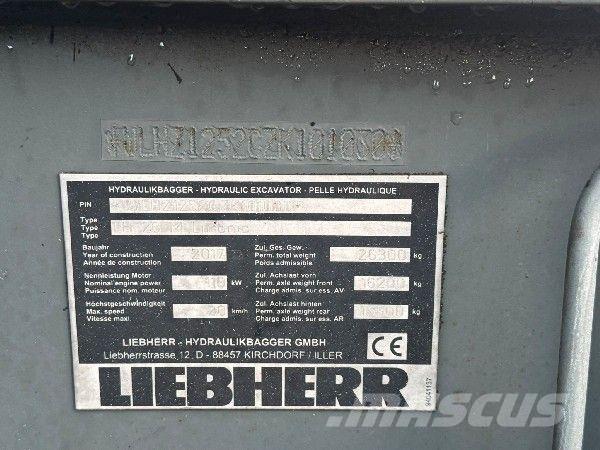 HYDRAULIKBAGGER - HYDRAULIC EXCAVATOR - PELLE HYDRAULIQUE
PIN
Type
Type Litronic
Type
Baujahr
Year of construction 2017
Année de construction
Zul. Ges. Gew.
Perm. total weight 26300 kg
Poids admissible
Nennleistung Motor
Nominal engine power kW
Puissance nom. moteur
Zul. Achslast vorn
Perm. axle weight front 16200 kg
Charge admis. sur ess. AV
Höchstgeschwindigkeit
Max. speed km/h
Vitesse maxi.
Zul. Achslast hinten
Perm. axle weight rear kg
Charge admis. sur ess. AR
LIEBHERR - HYDRAULIKBAGGER GMBH
Liebherrstrasse 12, D - 88457 KIRCHDORF / ILLER
CE
LIEBHERR
94041137
MASCUS